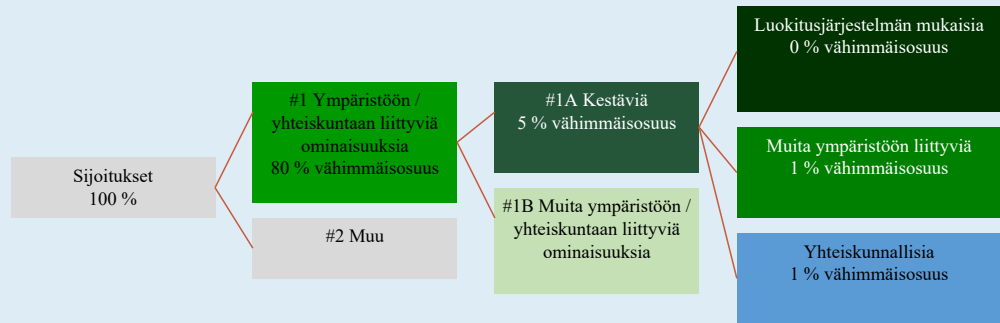 Sijoitukset
100 %
#1 Ympäristöön /
yhteiskuntaan liittyviä
ominaisuuksia
80 % vähimmäisosuus
#2 Muu
#1A Kestäviä
5 % vähimmäisosuus
#1B Muita ympäristöön /
yhteiskuntaan liittyviä
ominaisuuksia
Luokitusjärjestelmän mukaisia
0 % vähimmäisosuus
Muita ympäristöön liittyviä
1 % vähimmäisosuus
Yhteiskunnallisia
1 % vähimmäisosuus